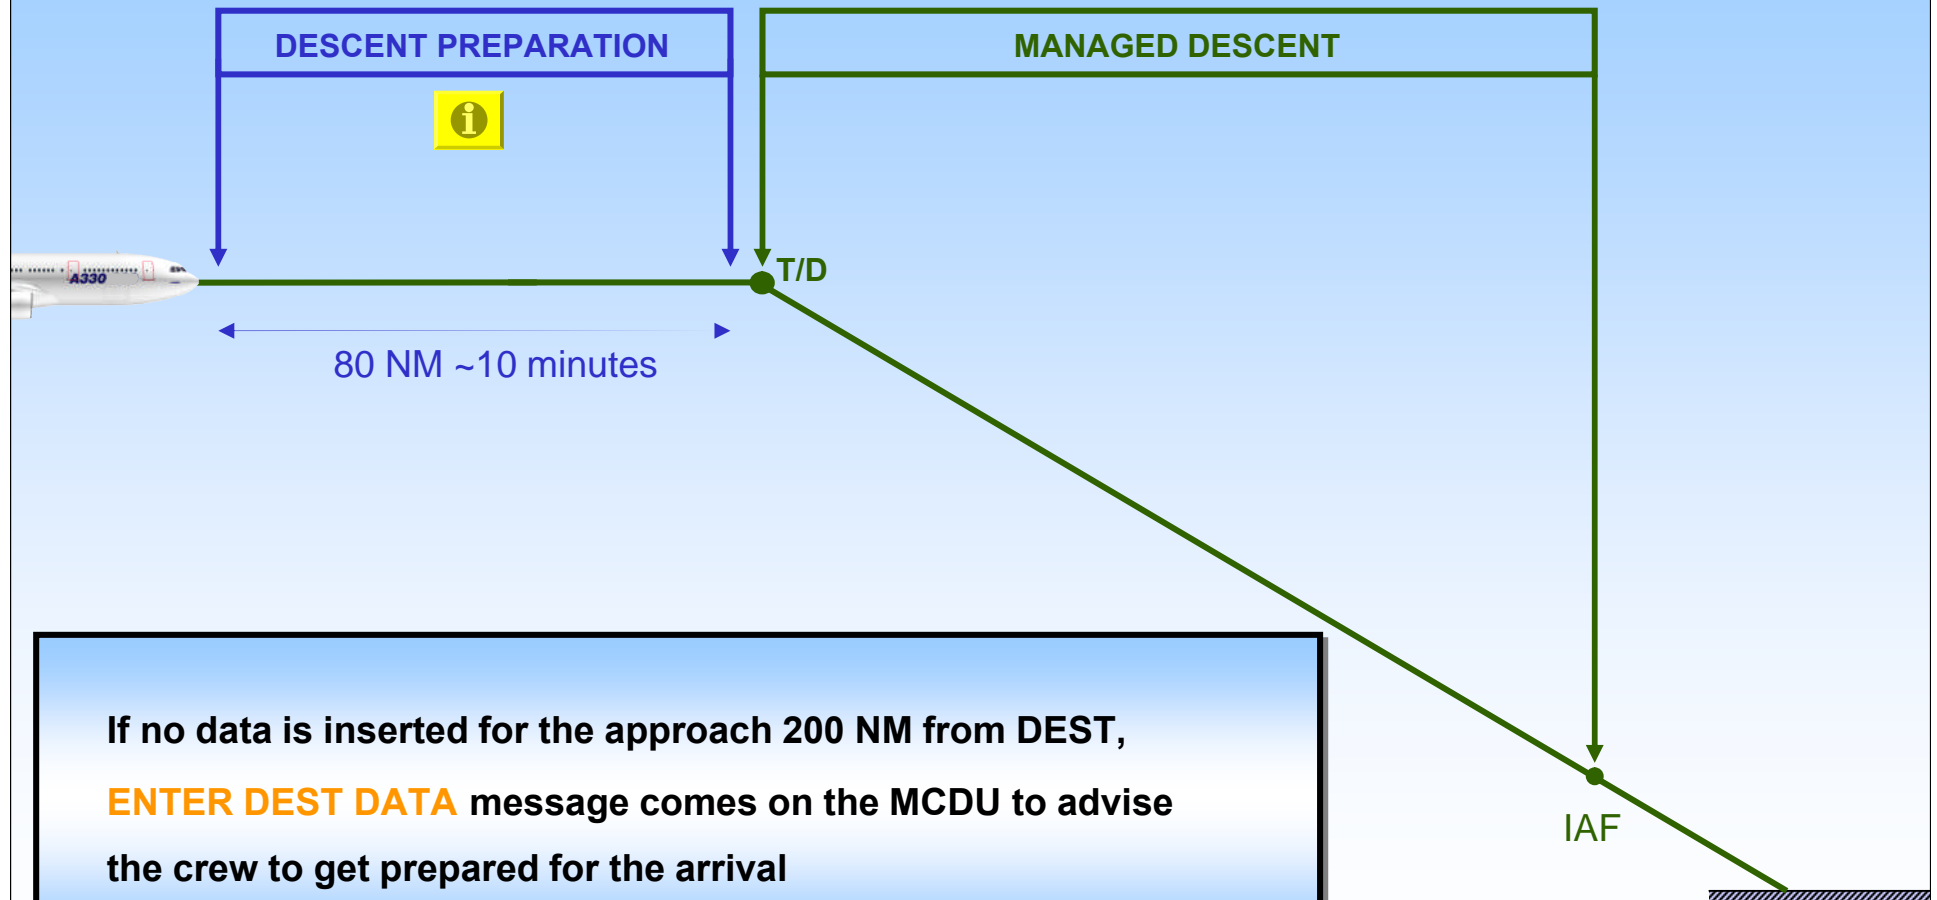 DESCENT PREPARATION
MANAGED DESCENT
i
A330
T/D
80 NM ~10 minutes
If no data is inserted for the approach 200 NM from DEST,
ENTER DEST DATA message comes on the MCDU to advise
the crew to get prepared for the arrival
IAF